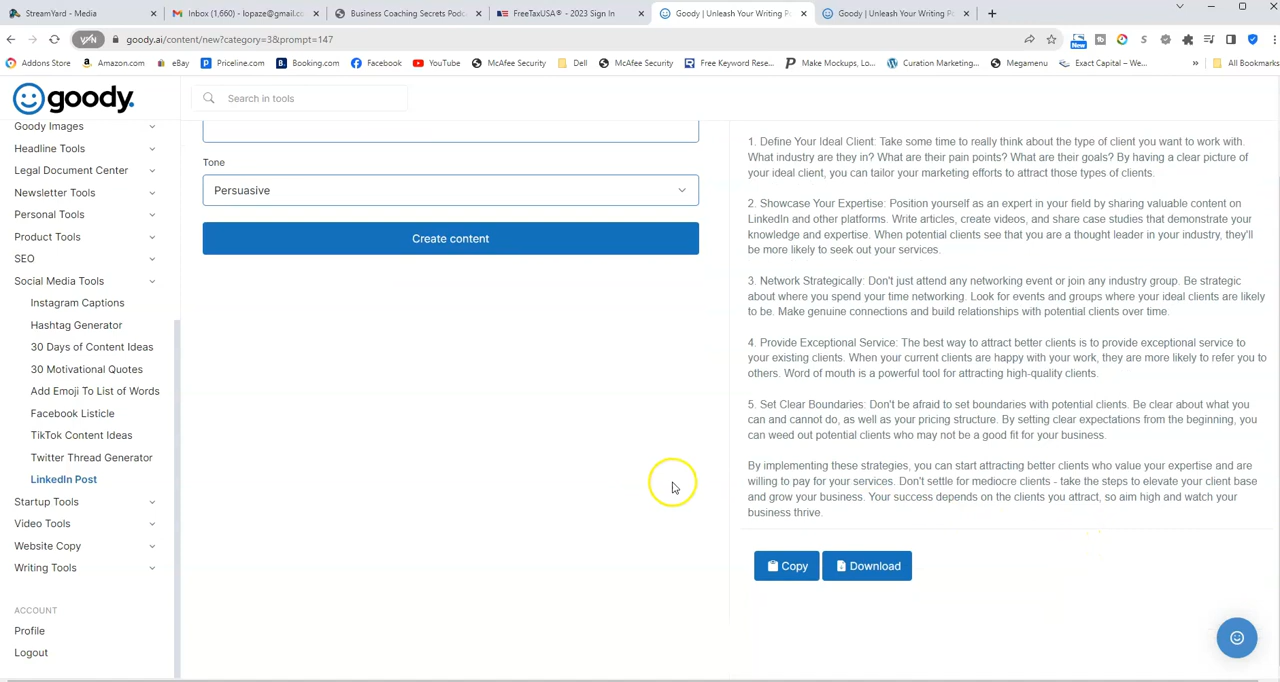 StreamYard - Media
Inbox (1,660) - lopaze@gmail.co
Business Coaching Secrets Pod
FreeTaxUSA® - 2023 Sign In
Goody | Unleash Your Writing P
Goody | Unleash Your Writing P
goody.ai/content/new?category=3&prompt=147
New
Addons Store
Amazon.com
eBay
Priceline.com
Booking.com
Facebook
YouTube
McAfee Security
Dell
McAfee Security
Free Keyword Rese...
Make Mockups, Lo...
Curation Marketing...
Megamenu
Exact Capital – We...
All Bookmarks
goody.
Search in tools
Goody Images
Headline Tools
Legal Document Center
Newsletter Tools
Personal Tools
Product Tools
SEO
Social Media Tools
Instagram Captions
Hashtag Generator
30 Days of Content Ideas
30 Motivational Quotes
Add Emoji To List of Words
Facebook Listicle
TikTok Content Ideas
Twitter Thread Generator
LinkedIn Post
Startup Tools
Video Tools
Website Copy
Writing Tools
ACCOUNT
Profile
Logout
Tone
Persuasive
Create content
1. Define Your Ideal Client: Take some time to really think about the type of client you want to work with.
What industry are they in? What are their pain points? What are their goals? By having a clear picture of
your ideal client, you can tailor your marketing efforts to attract those types of clients.
2. Showcase Your Expertise: Position yourself as an expert in your field by sharing valuable content on
LinkedIn and other platforms. Write articles, create videos, and share case studies that demonstrate your
knowledge and expertise. When potential clients see that you are a thought leader in your industry, they'll
be more likely to seek out your services.
3. Network Strategically: Don't just attend any networking event or join any industry group. Be strategic
about where you spend your time networking. Look for events and groups where your ideal clients are likely
to be. Make genuine connections and build relationships with potential clients over time.
4. Provide Exceptional Service: The best way to attract better clients is to provide exceptional service to
your existing clients. When your current clients are happy with your work, they are more likely to refer you to
others. Word of mouth is a powerful tool for attracting high-quality clients.
5. Set Clear Boundaries: Don't be afraid to set boundaries with potential clients. Be clear about what you
can and cannot do, as well as your pricing structure. By setting clear expectations from the beginning, you
can weed out potential clients who may not be a good fit for your business.
By implementing these strategies, you can start attracting better clients who value your expertise and are
willing to pay for your services. Don't settle for mediocre clients - take the steps to elevate your client base
and grow your business. Your success depends on the clients you attract, so aim high and watch your
business thrive.
Copy
Download